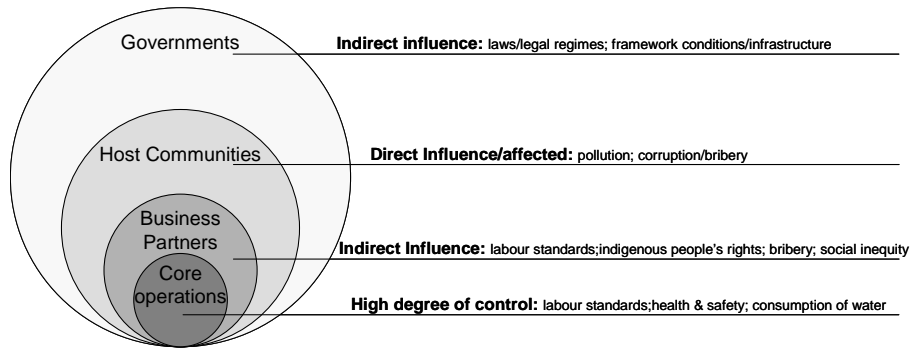 Governments
Indirect influence: laws/legal regimes; framework conditions/infrastructure
Host Communities
Direct Influence/affected: pollution; corruption/bribery
Business
Partners
Indirect Influence: labour standards;indigenous people's rights; bribery; social inequity
Core
operations
High degree of control: labour standards;health & safety; consumption of water